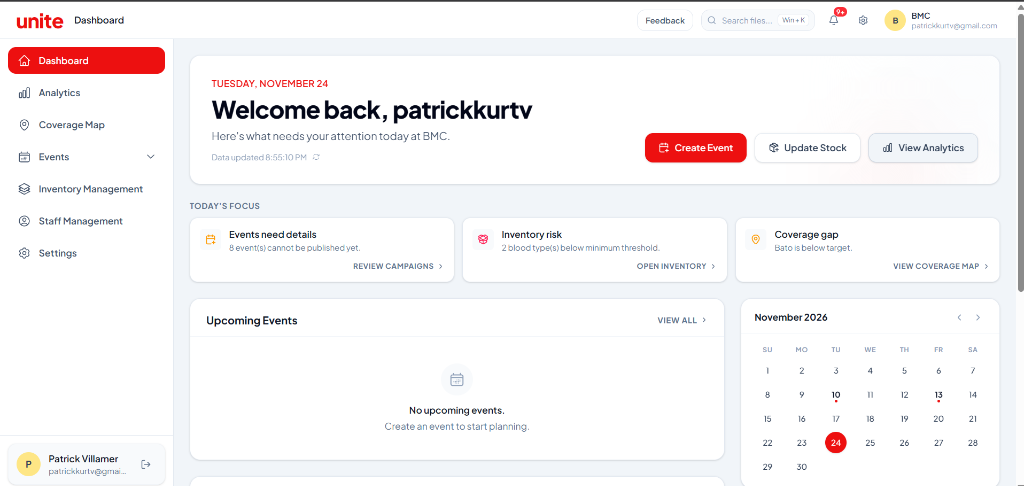 unite Dashboard
Feedback
Search files... Win + K
9+
B
BMC
patrickkurtv@gmail.com
Dashboard
Analytics
Coverage Map
Events
Inventory Management
Staff Management
Settings
P
Patrick Villamer
patrickkurtv@gmai...
TUESDAY, NOVEMBER 24
Welcome back, patrickkurtv
Here's what needs your attention today at BMC.
Data updated 8:55:10 PM
Create Event
Update Stock
View Analytics
TODAY'S FOCUS
Events need details
8 event(s) cannot be published yet.
REVIEW CAMPAIGNS
Inventory risk
2 blood type(s) below minimum threshold.
OPEN INVENTORY
Coverage gap
Bato is below target.
VIEW COVERAGE MAP
Upcoming Events
VIEW ALL
No upcoming events.
Create an event to start planning.
November 2026
SU MO TU WE TH FR SA
1 2 3 4 5 6 7
8 9 10 11 12 13 14
15 16 17 18 19 20 21
22 23 24 25 26 27 28
29 30